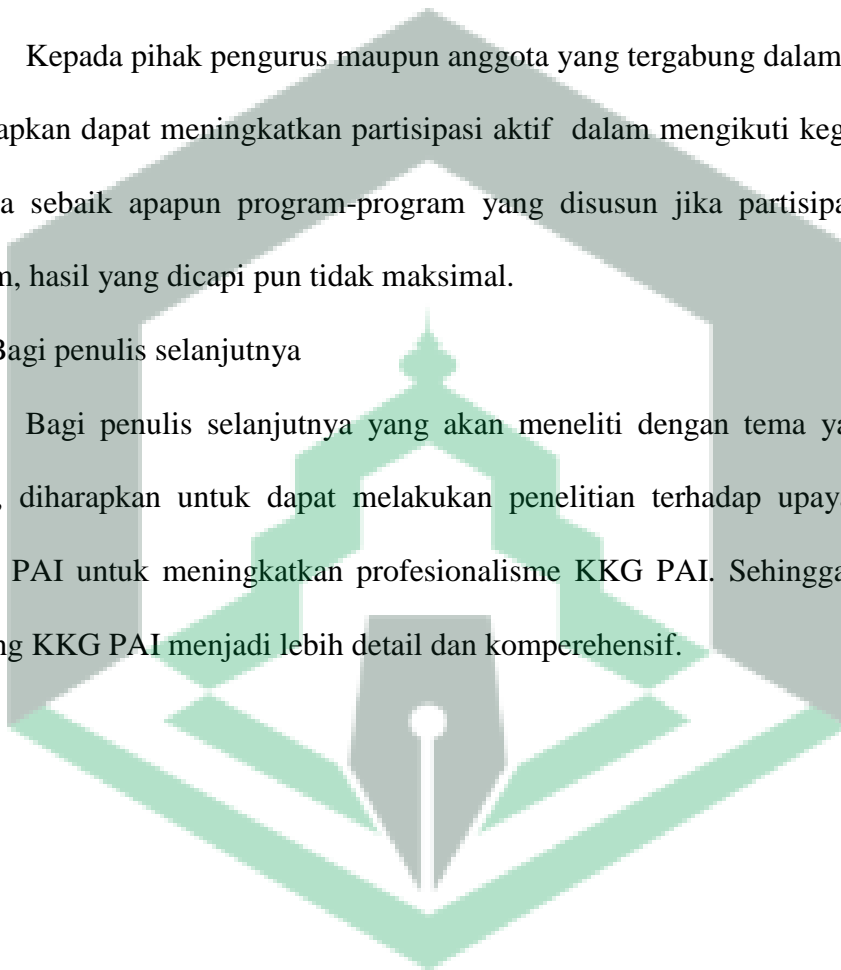 Kepada pihak pengurus maupun anggota yang tergabung dalam
apkan dapat meningkatkan partisipasi aktif dalam mengikuti keg
a sebaik apapun program-program yang disusun jika partisipa
m, hasil yang dicapi pun tidak maksimal.
Bagi penulis selanjutnya
Bagi penulis selanjutnya yang akan meneliti dengan tema ya
, diharapkan untuk dapat melakukan penelitian terhadap upaya
PAI untuk meningkatkan profesionalisme KKG PAI. Sehingga
ng KKG PAI menjadi lebih detail dan komperehensif.